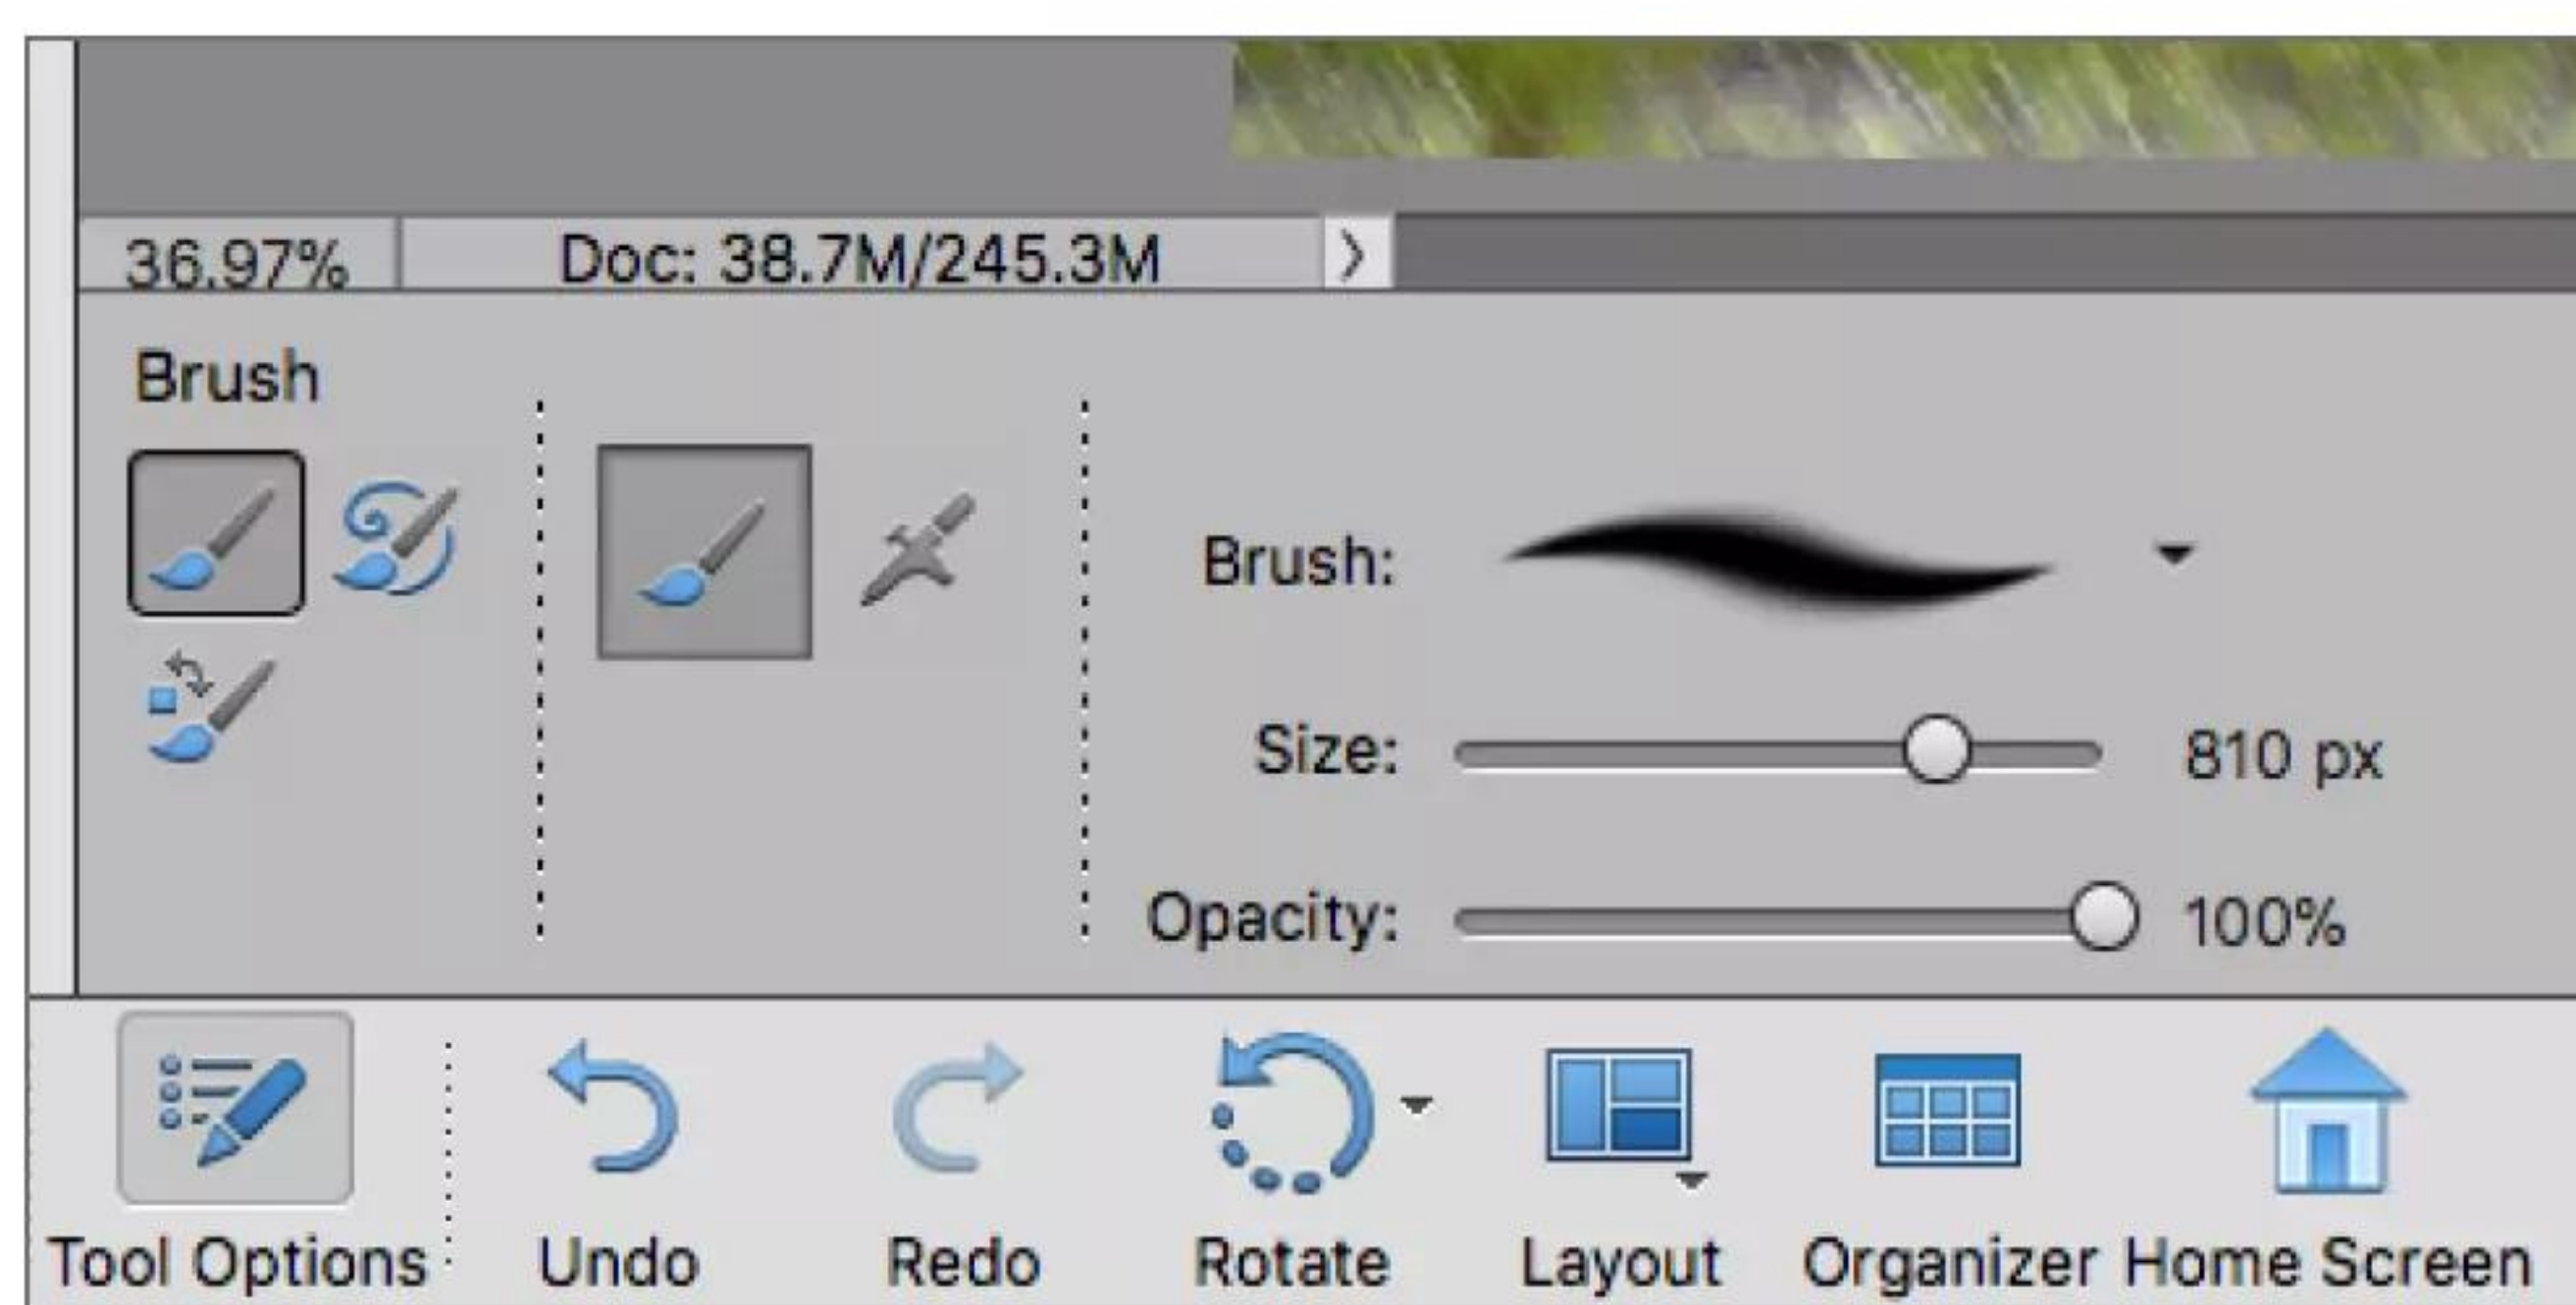 36.97%
Doc: 38.7M/245.3M
Brush
Brush:
Size:
810 px
Opacity:
100%
Tool Options
Undo
Redo
Rotate
Layout
Organizer
Home Screen